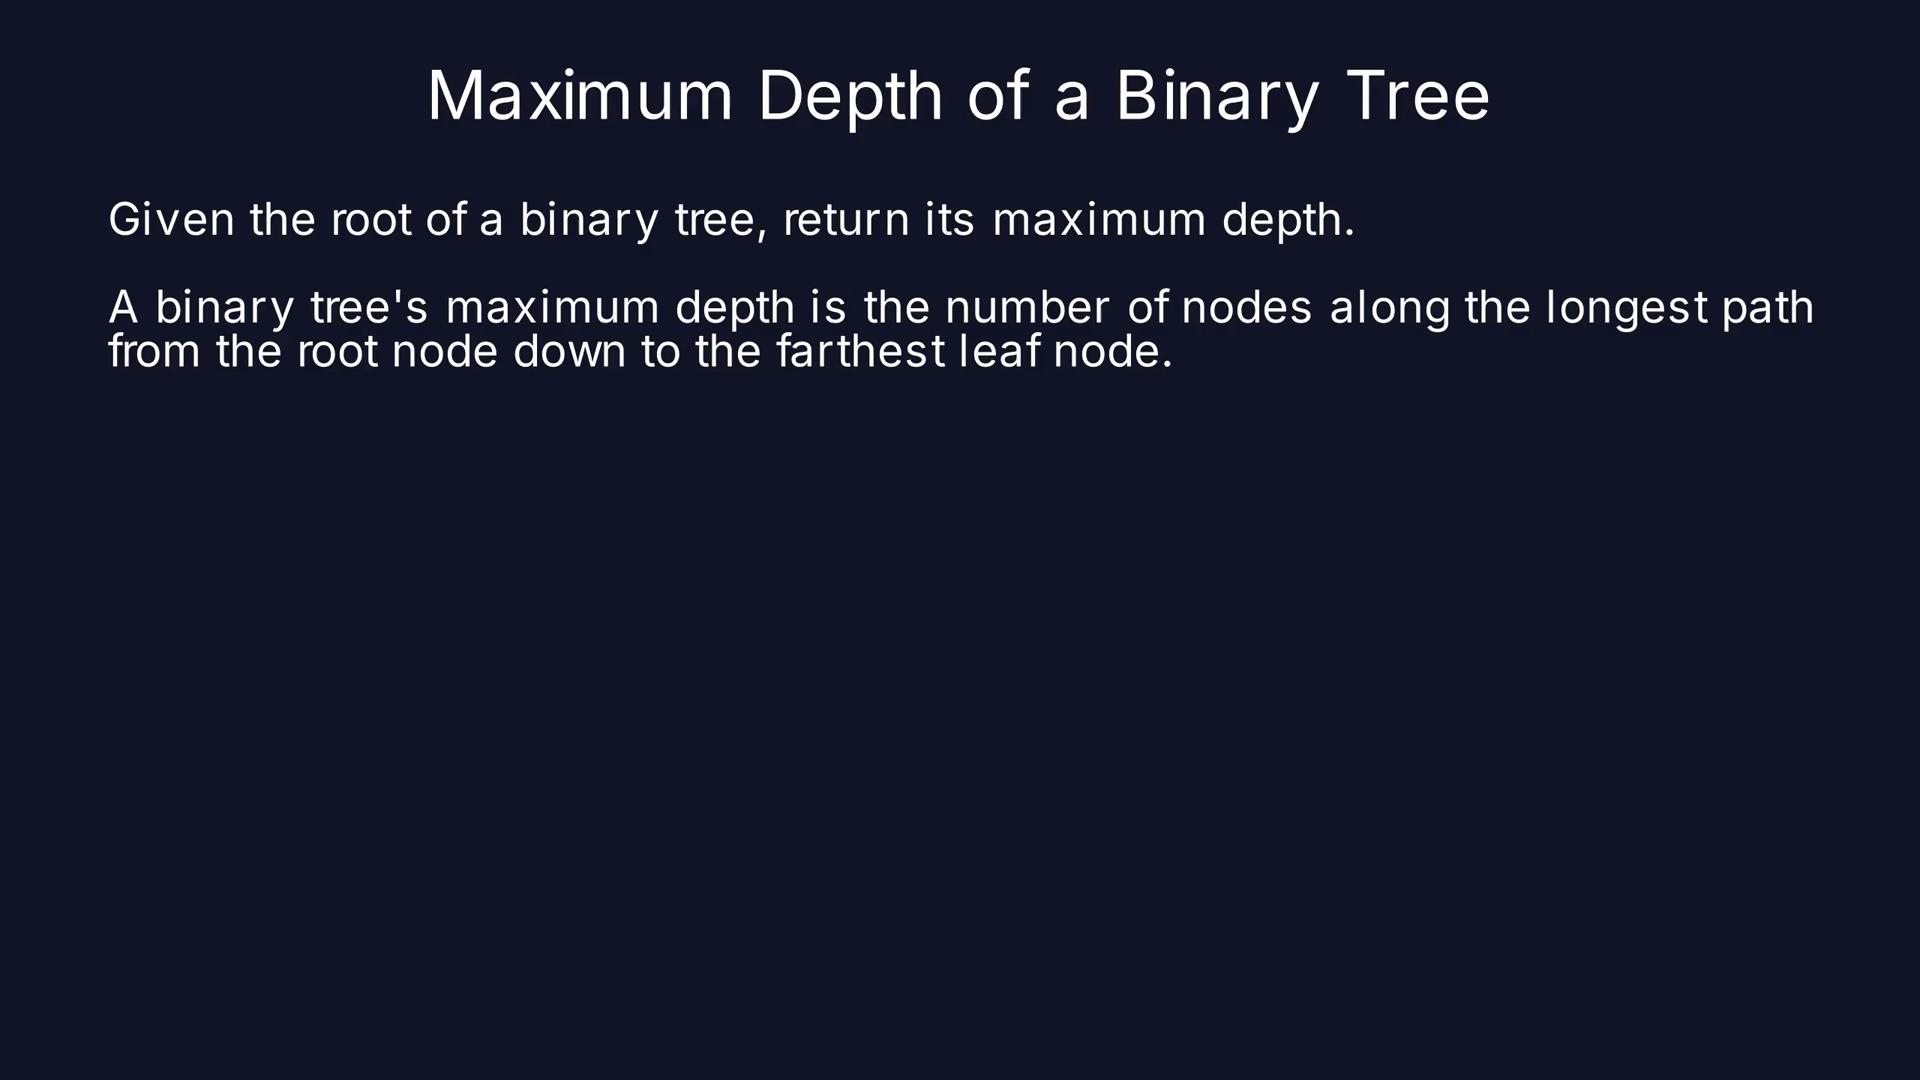 Maximum Depth of a Binary Tree
Given the root of a binary tree, return its maximum depth.
A binary tree's maximum depth is the number of nodes along the longest path
from the root node down to the farthest leaf node.